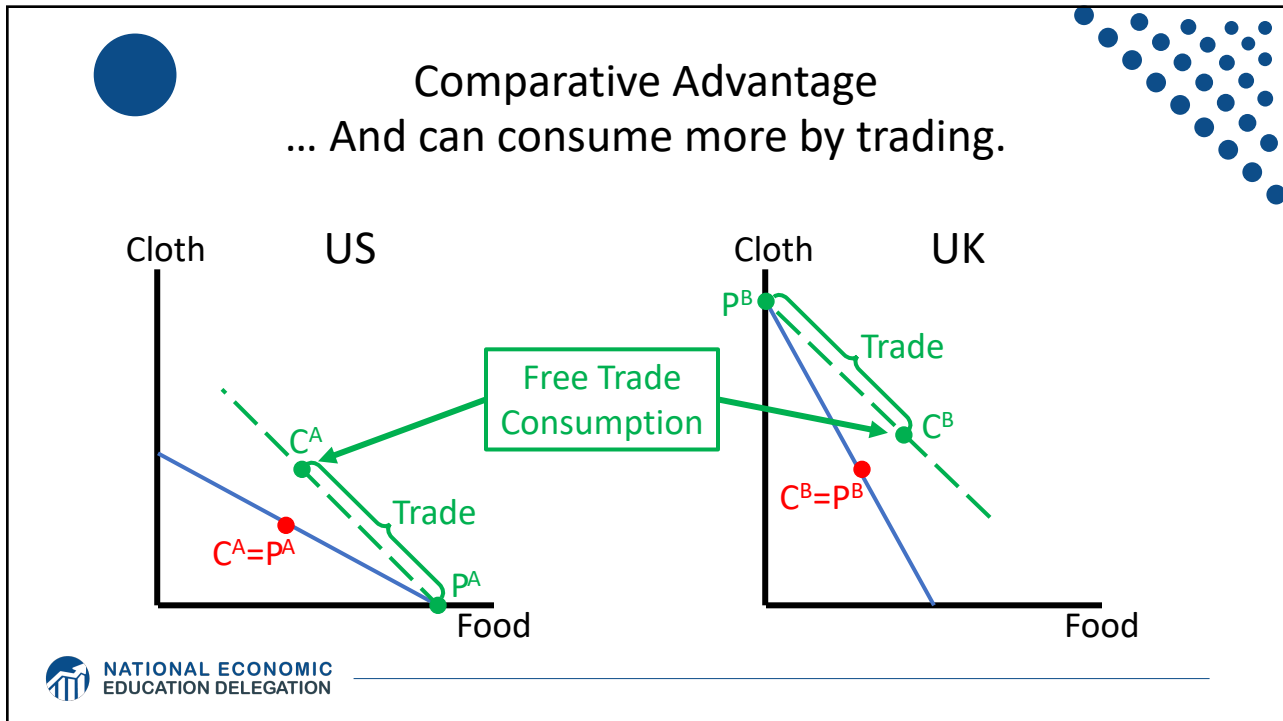 Comparative Advantage
… And can consume more by trading.
Cloth
US
Cloth
UK
P^B
Trade
Free Trade
Consumption
C^A
C^B
C^B=P^B
Trade
C^A=P^A
P^A
Food
Food
NATIONAL ECONOMIC
EDUCATION DELEGATION